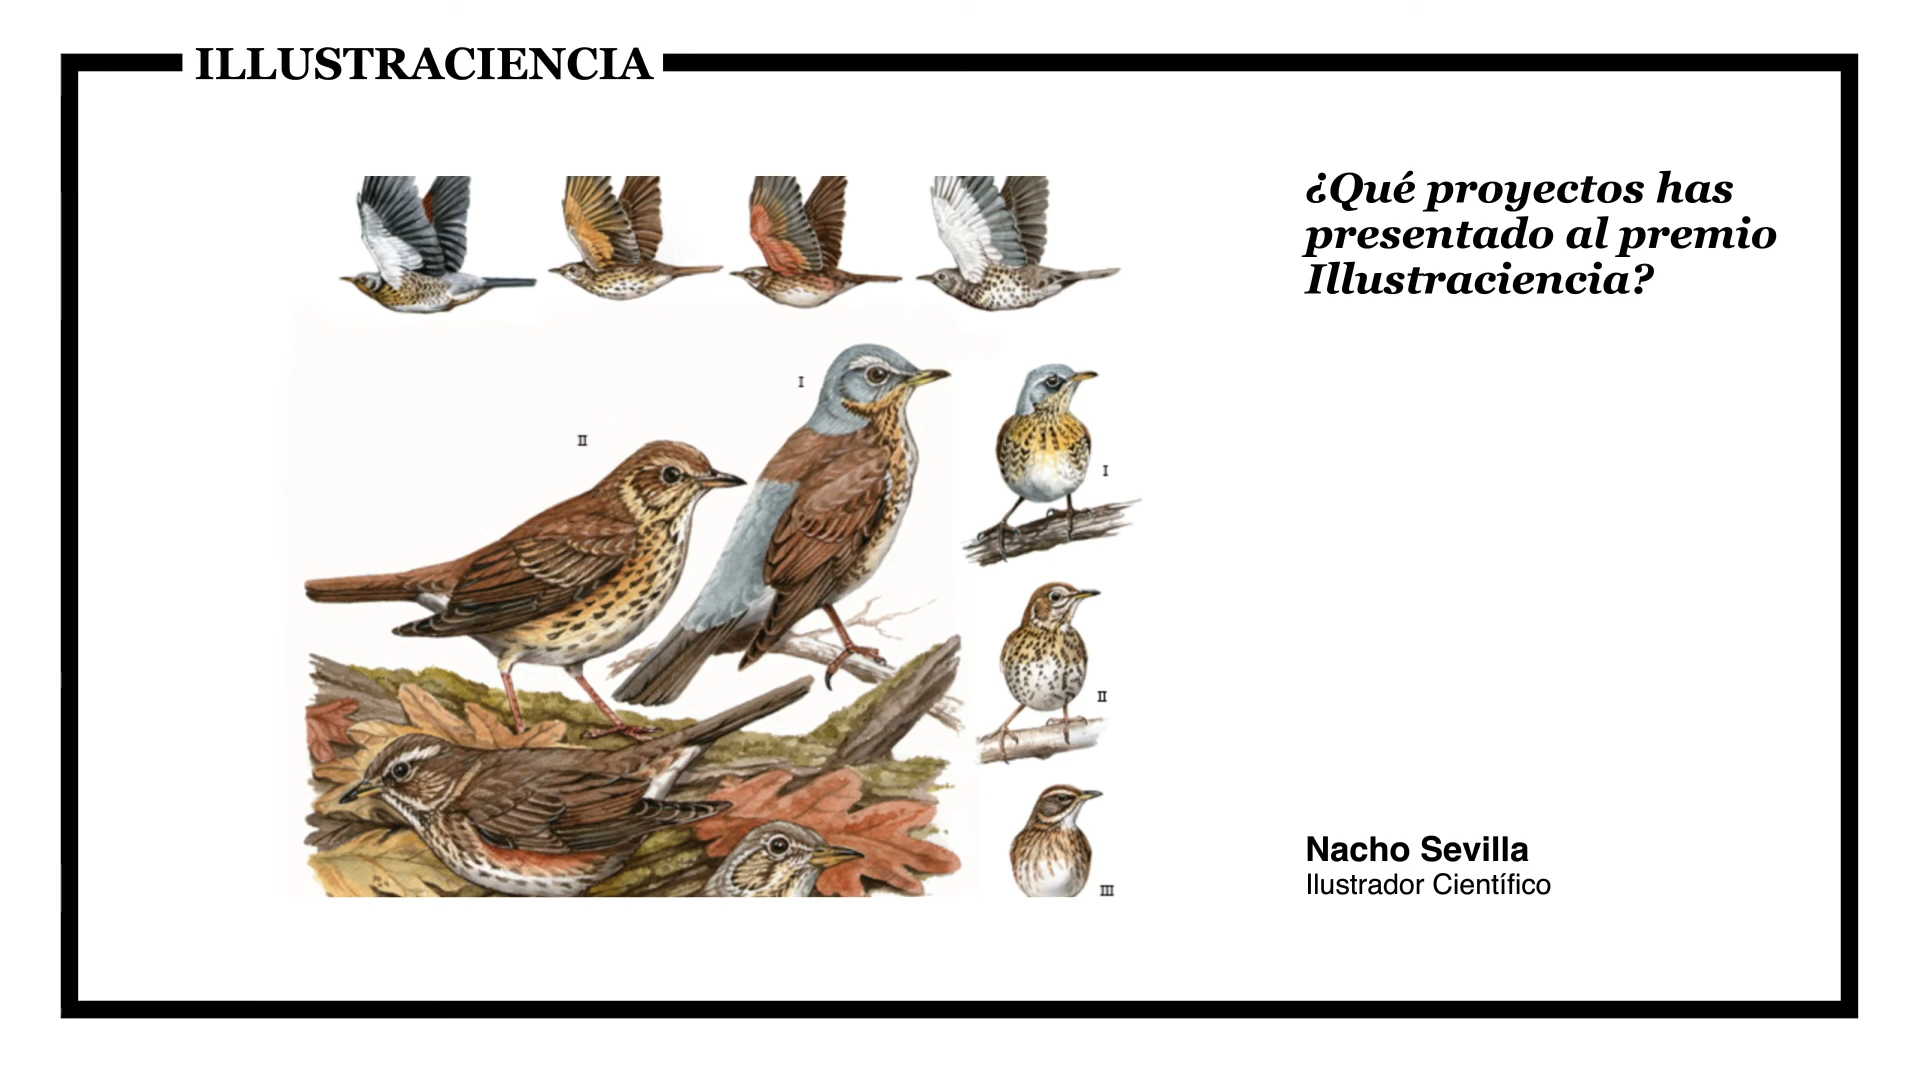 ILLUSTRACIENCIA
¿Qué proyectos has
presentado al premio
Illustraciencia?
I
II
I
II
III
Nacho Sevilla
Ilustrador Científico